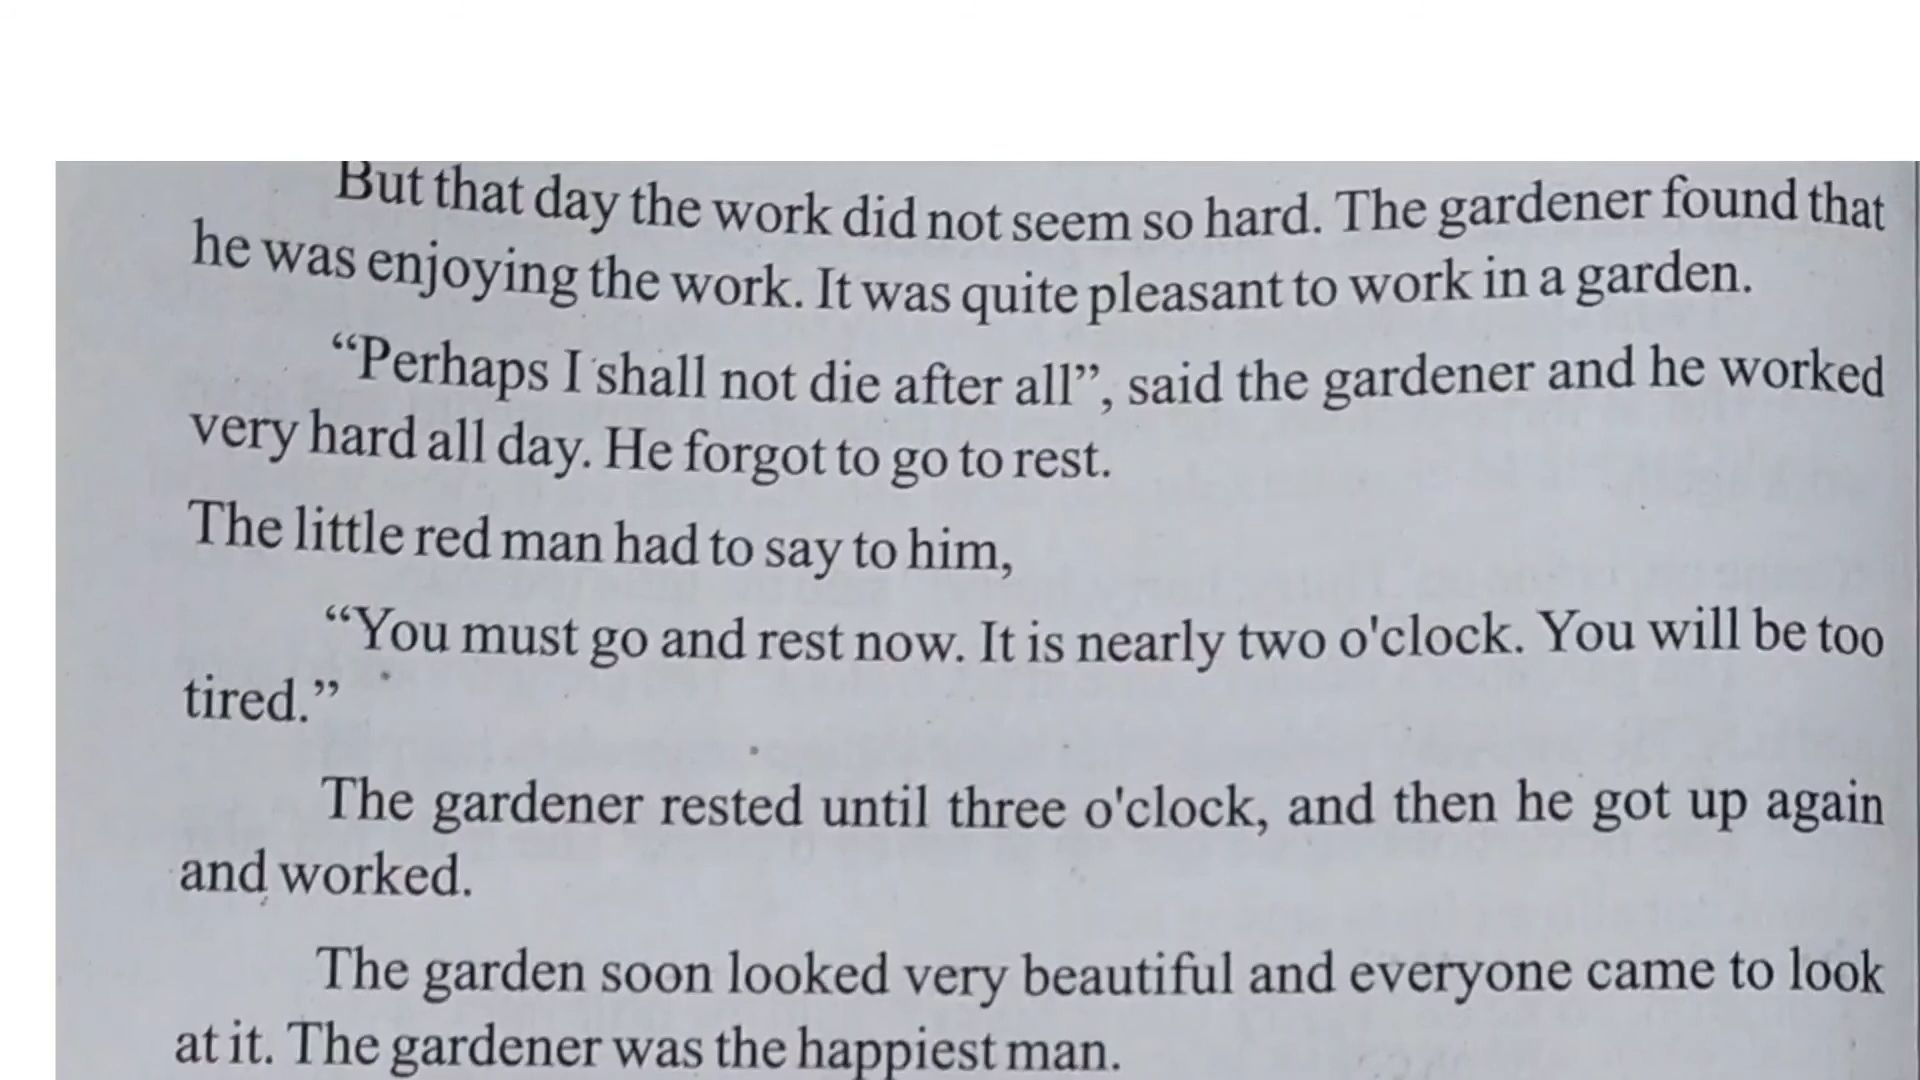 But that day the work did not seem so hard. The gardener found that
he was enjoying the work. It was quite pleasant to work in a garden.
“Perhaps I shall not die after all”, said the gardener and he worked
very hard all day. He forgot to go to rest.
The little red man had to say to him,
“You must go and rest now. It is nearly two o'clock. You will be too
tired.”
The gardener rested until three o'clock, and then he got up again
and worked.
The garden soon looked very beautiful and everyone came to look
at it. The gardener was the happiest man.